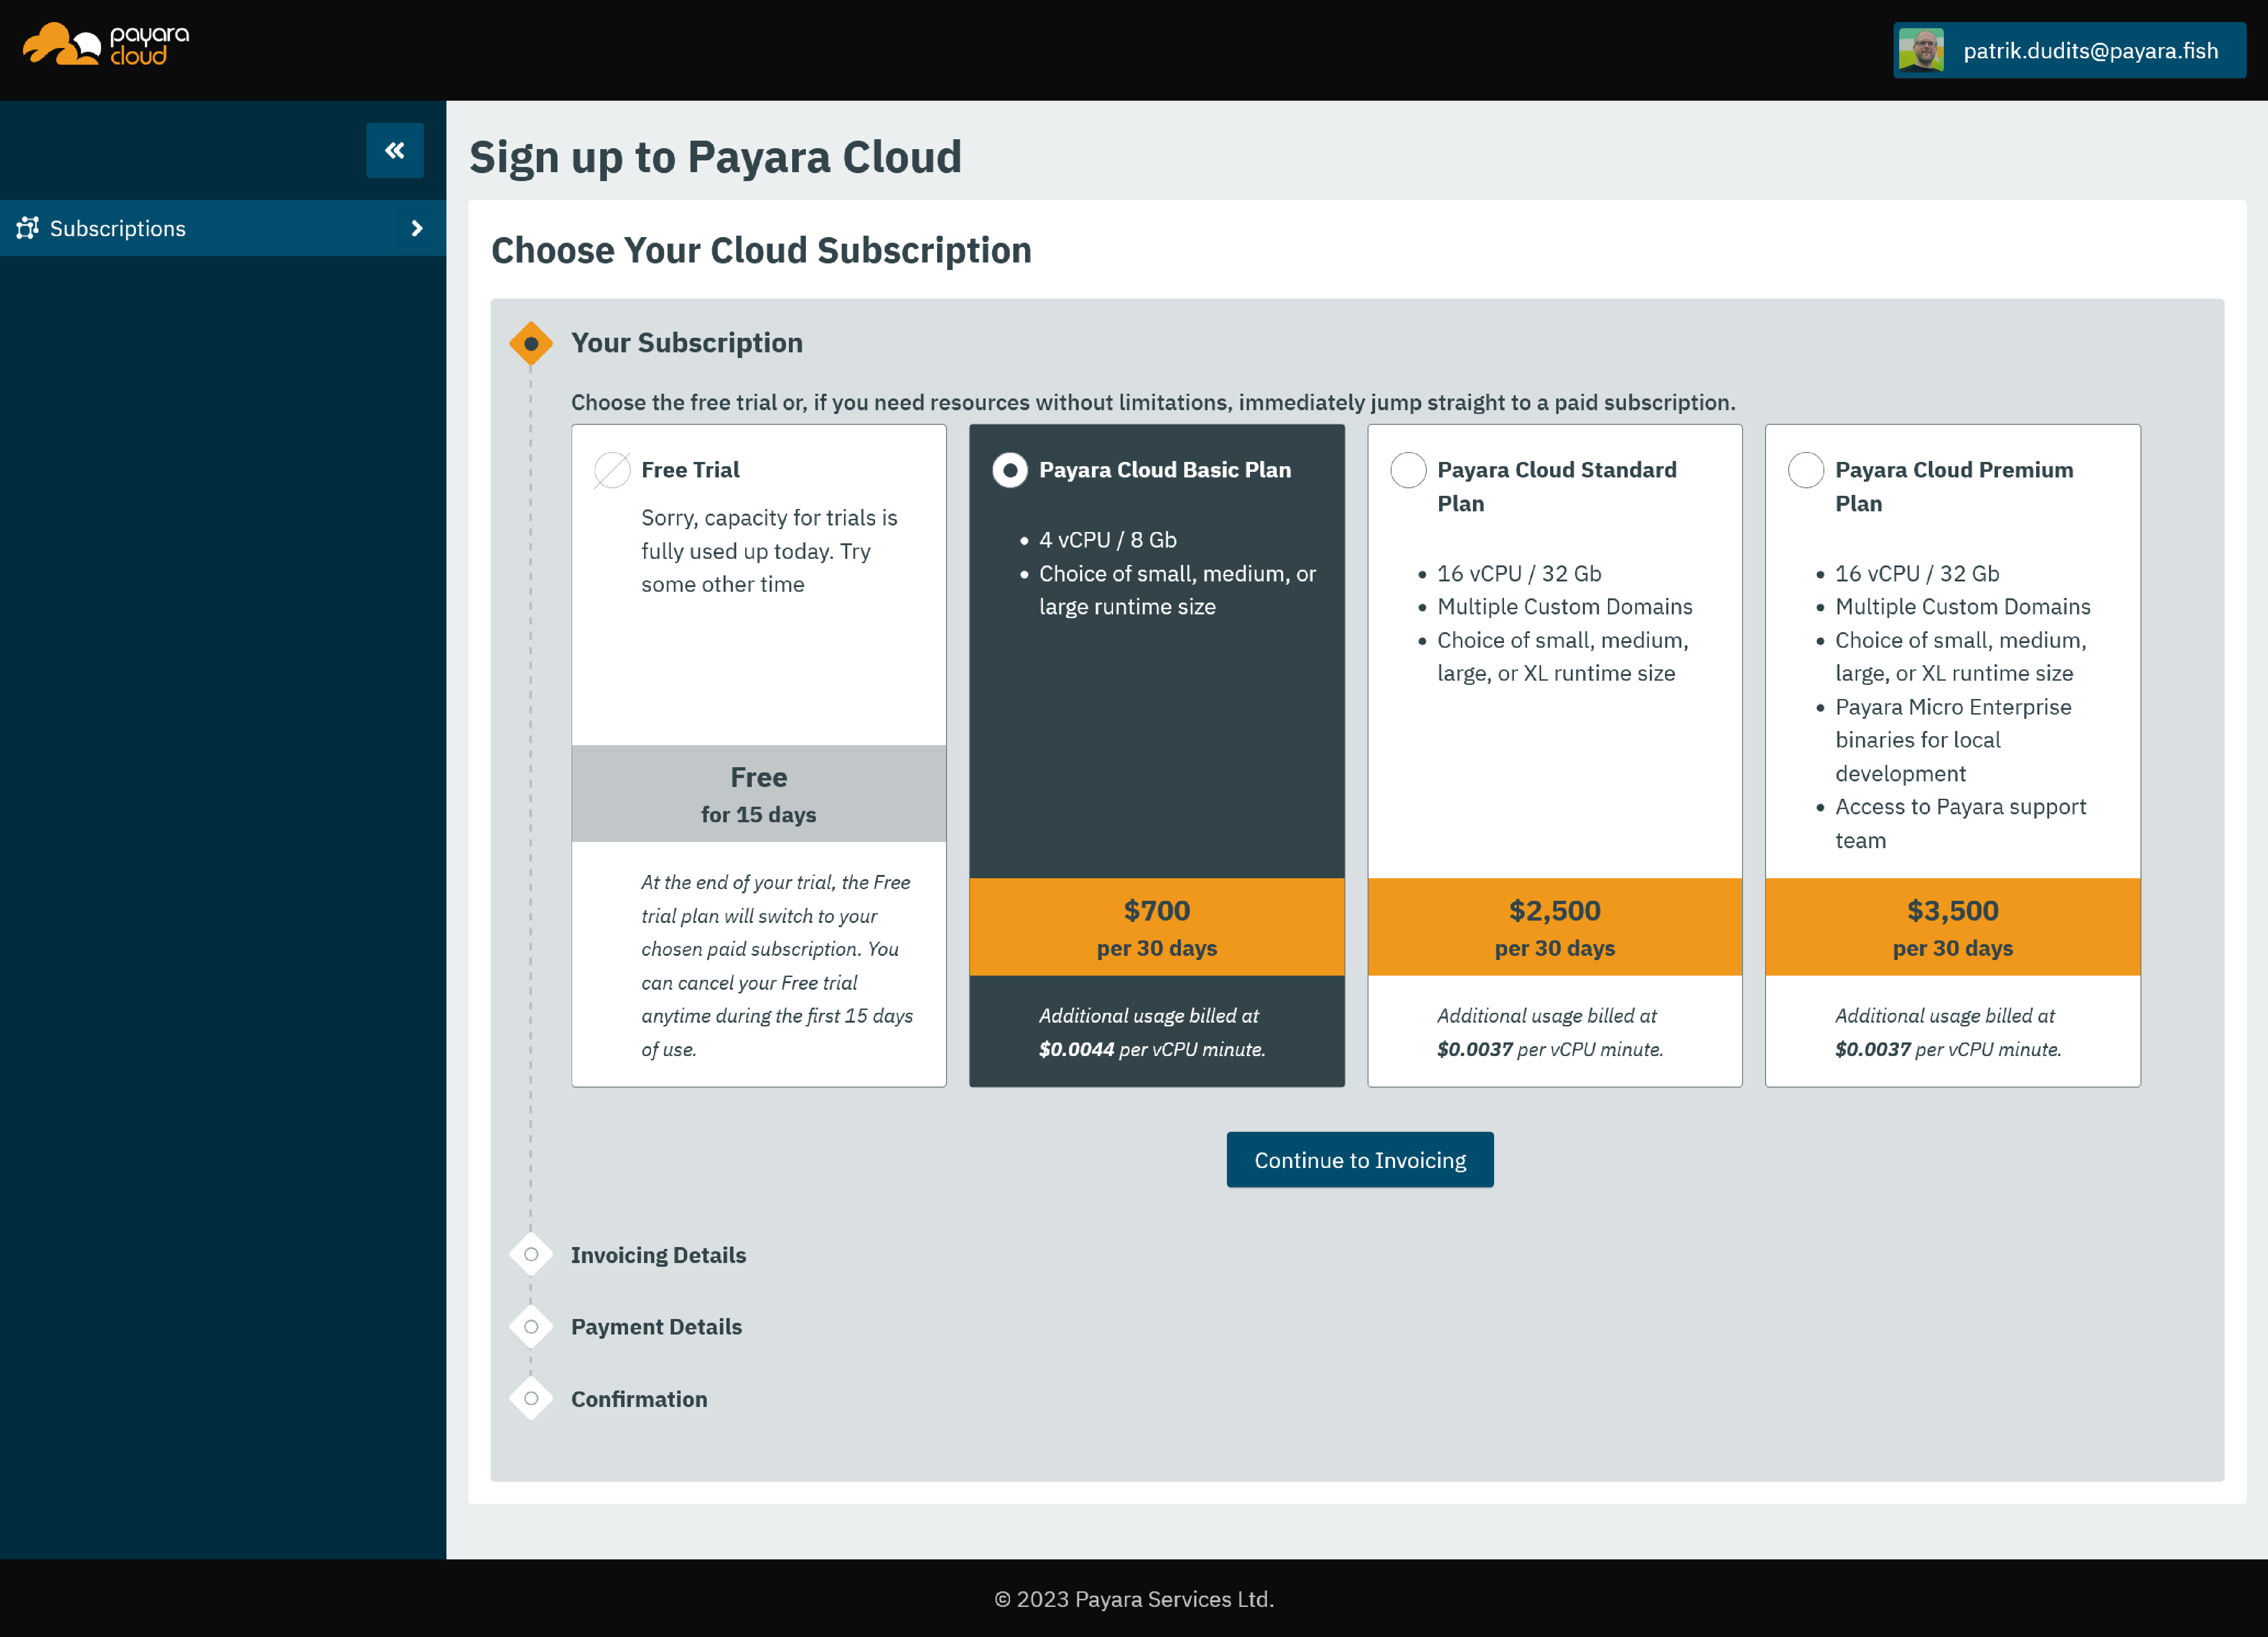 payara
cloud
patrik.dudits@payara.fish
Subscriptions
Sign up to Payara Cloud
Choose Your Cloud Subscription
Your Subscription
Choose the free trial or, if you need resources without limitations, immediately jump straight to a paid subscription.
Free Trial
Sorry, capacity for trials is
fully used up today. Try
some other time
Free
for 15 days
At the end of your trial, the Free
trial plan will switch to your
chosen paid subscription. You
can cancel your Free trial
anytime during the first 15 days
of use.
Payara Cloud Basic Plan
• 4 vCPU / 8 Gb
• Choice of small, medium, or
large runtime size
$700
per 30 days
Additional usage billed at
$0.0044 per vCPU minute.
Payara Cloud Standard
Plan
• 16 vCPU / 32 Gb
• Multiple Custom Domains
• Choice of small, medium,
large, or XL runtime size
$2,500
per 30 days
Additional usage billed at
$0.0037 per vCPU minute.
Payara Cloud Premium
Plan
• 16 vCPU / 32 Gb
• Multiple Custom Domains
• Choice of small, medium,
large, or XL runtime size
• Payara Micro Enterprise
binaries for local
development
• Access to Payara support
team
$3,500
per 30 days
Additional usage billed at
$0.0037 per vCPU minute.
Continue to Invoicing
Invoicing Details
Payment Details
Confirmation
© 2023 Payara Services Ltd.